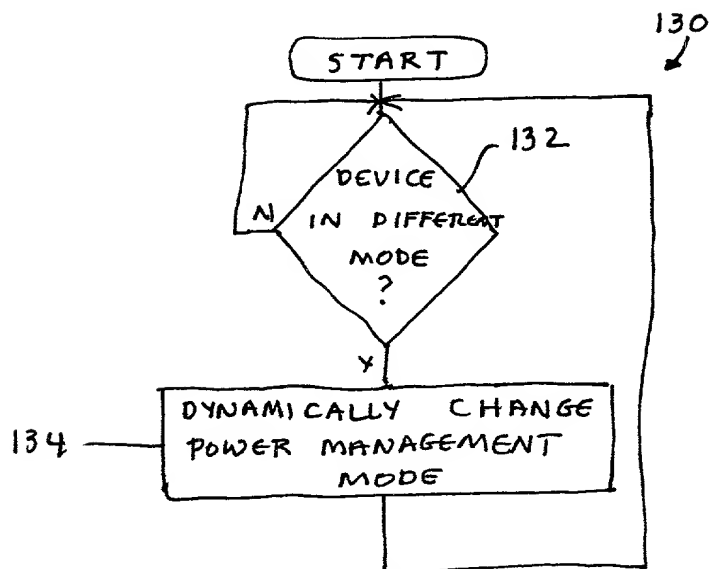 130
START
132
DEVICE
IN DIFFERENT
MODE
?
N
Y
DYNAMICALLY CHANGE
134
POWER MANAGEMENT
MODE